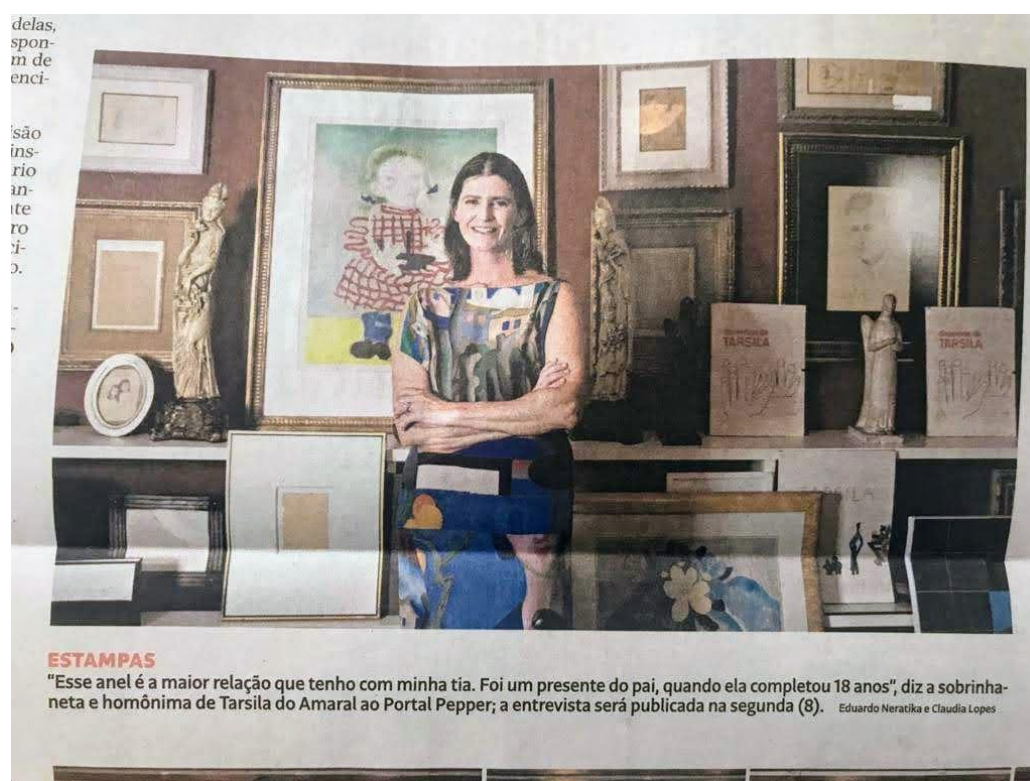 delas,
spon-
m de
enci-
são
ins-
rio
an-
nte
ro
ci-
o.
TARSILA
TARSILA
TARSILA
ESTAMPAS
"Esse anel é a maior relação que tenho com minha tia. Foi um presente do pai, quando ela completou 18 anos", diz a sobrinha-
neta e homônima de Tarsila do Amaral ao Portal Pepper; a entrevista será publicada na segunda (8). Eduardo Neratika e Claudia Lopes